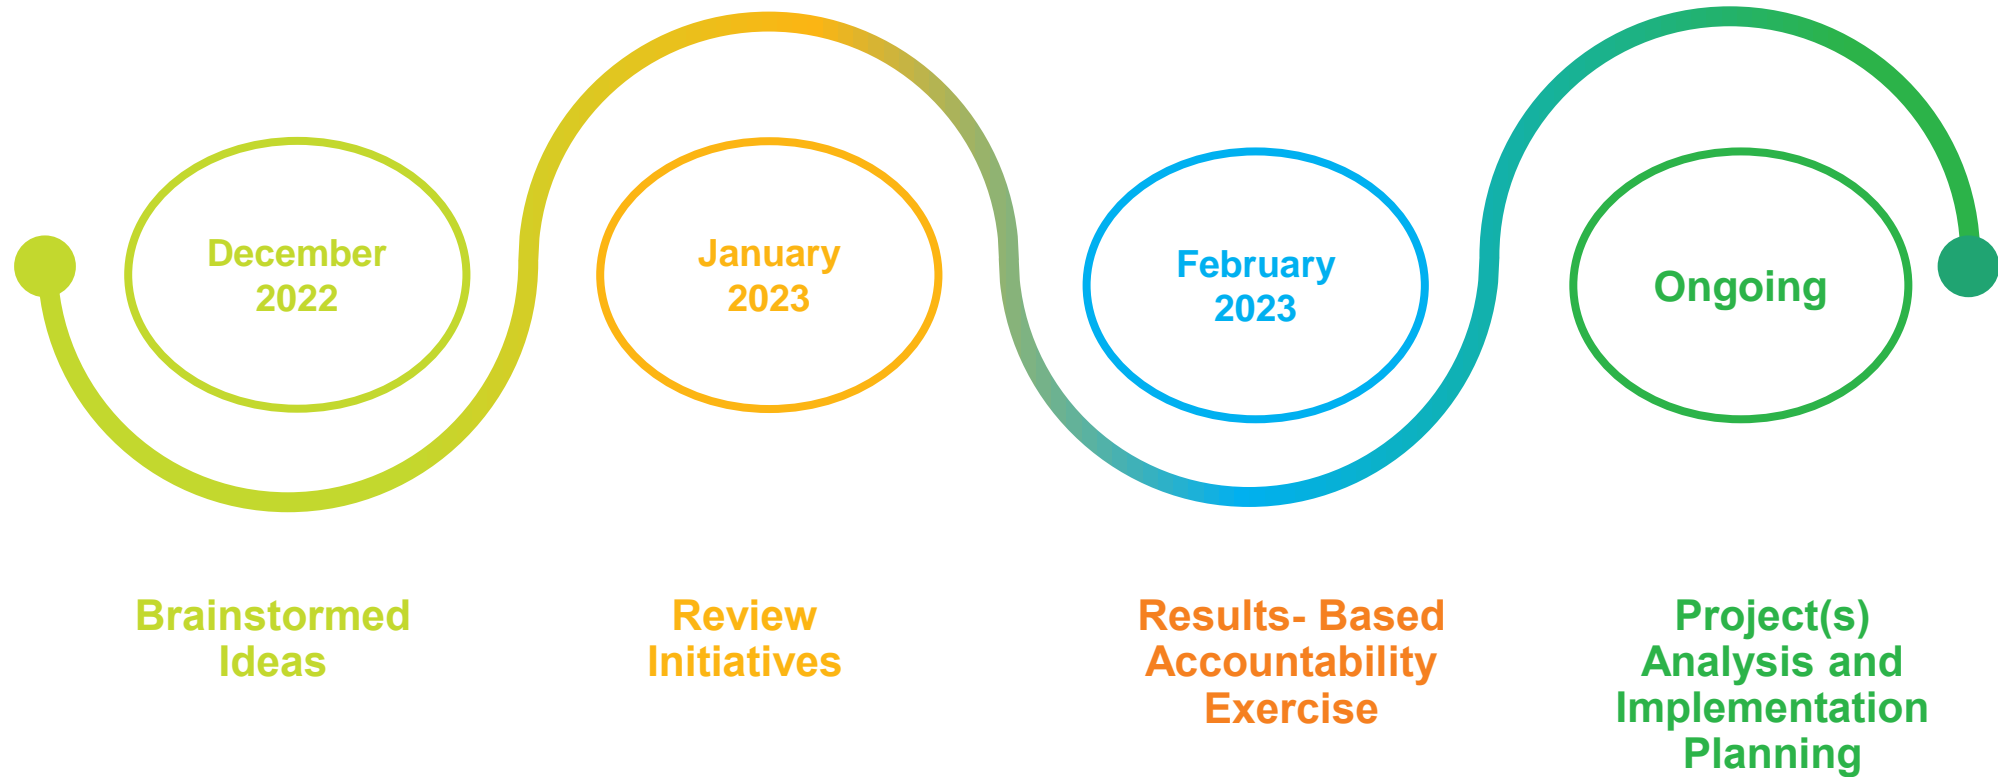 December
2022
January
2023
February
2023
Ongoing
Brainstormed
Ideas
Review
Initiatives
Results- Based
Accountability
Exercise
Project(s)
Analysis and
Implementation
Planning